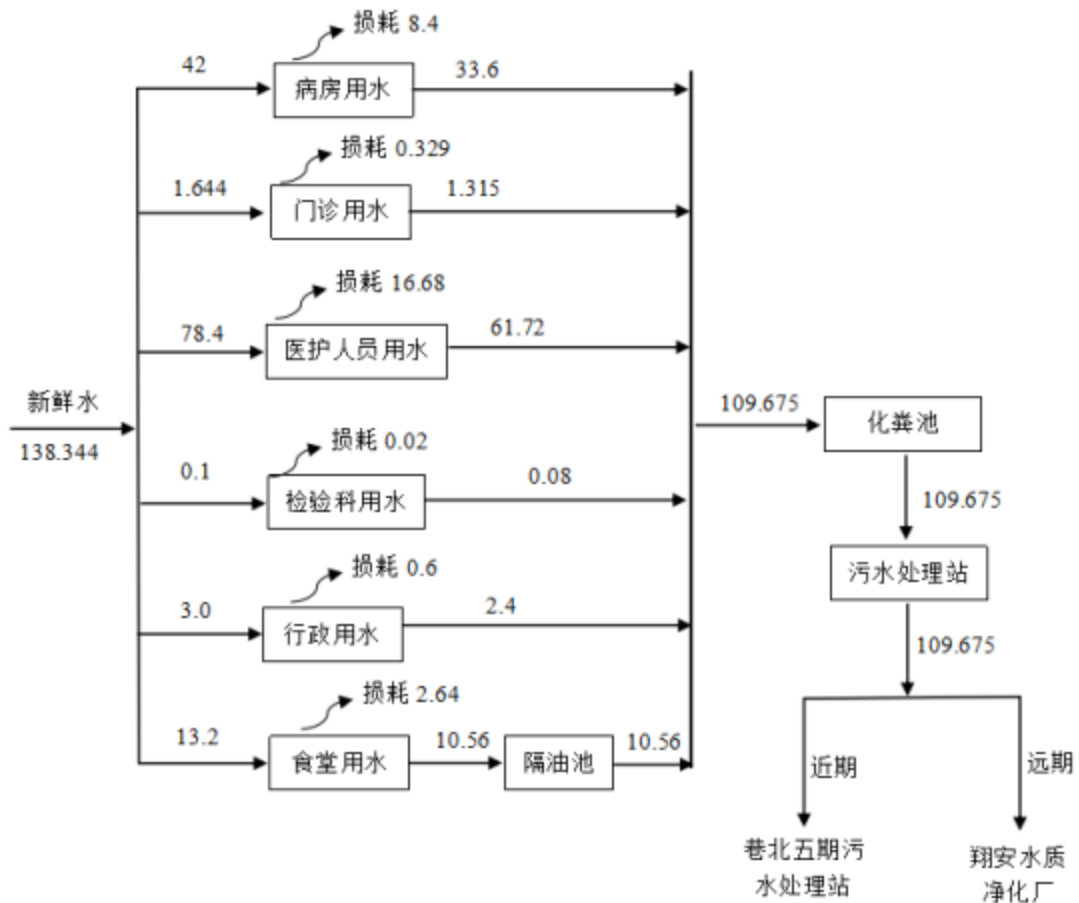 损耗 8.4
42
病房用水
33.6
损耗 0.329
1.644
门诊用水
1.315
损耗 16.68
78.4
医护人员用水
61.72
新鲜水
138.344
损耗 0.02
0.1
检验科用水
0.08
损耗 0.6
3.0
行政用水
2.4
损耗 2.64
13.2
食堂用水
10.56
隔油池
10.56
109.675
化粪池
109.675
污水处理站
109.675
近期
远期
巷北五期污
水处理站
翔安水质
净化厂